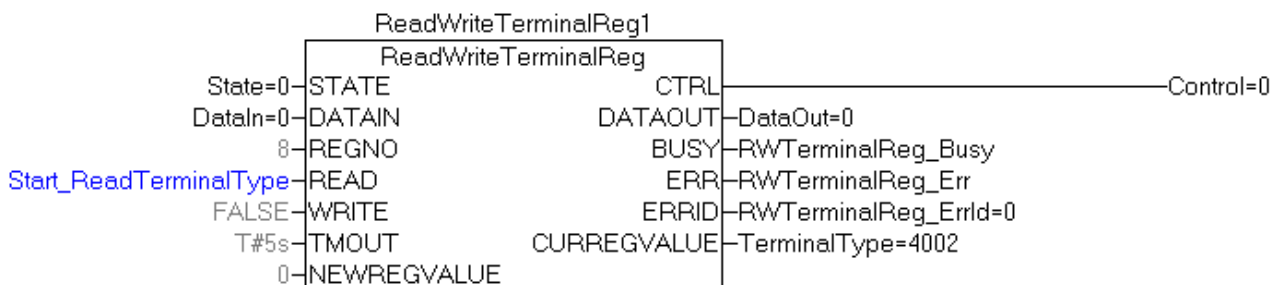 ReadWriteTerminalReg1
ReadWriteTerminalReg
State=0 STATE CTRL Control=0
DataIn=0 DATAIN DATAOUT DataOut=0
8 REGNO BUSY RWTerminalReg_Busy
Start_ReadTerminalType READ ERR RWTerminalReg_Err
FALSE WRITE ERRID RWTerminalReg_ErrId=0
T#5s TMOUT CURREGVALUE TerminalType=4002
0 NEWREGVALUE